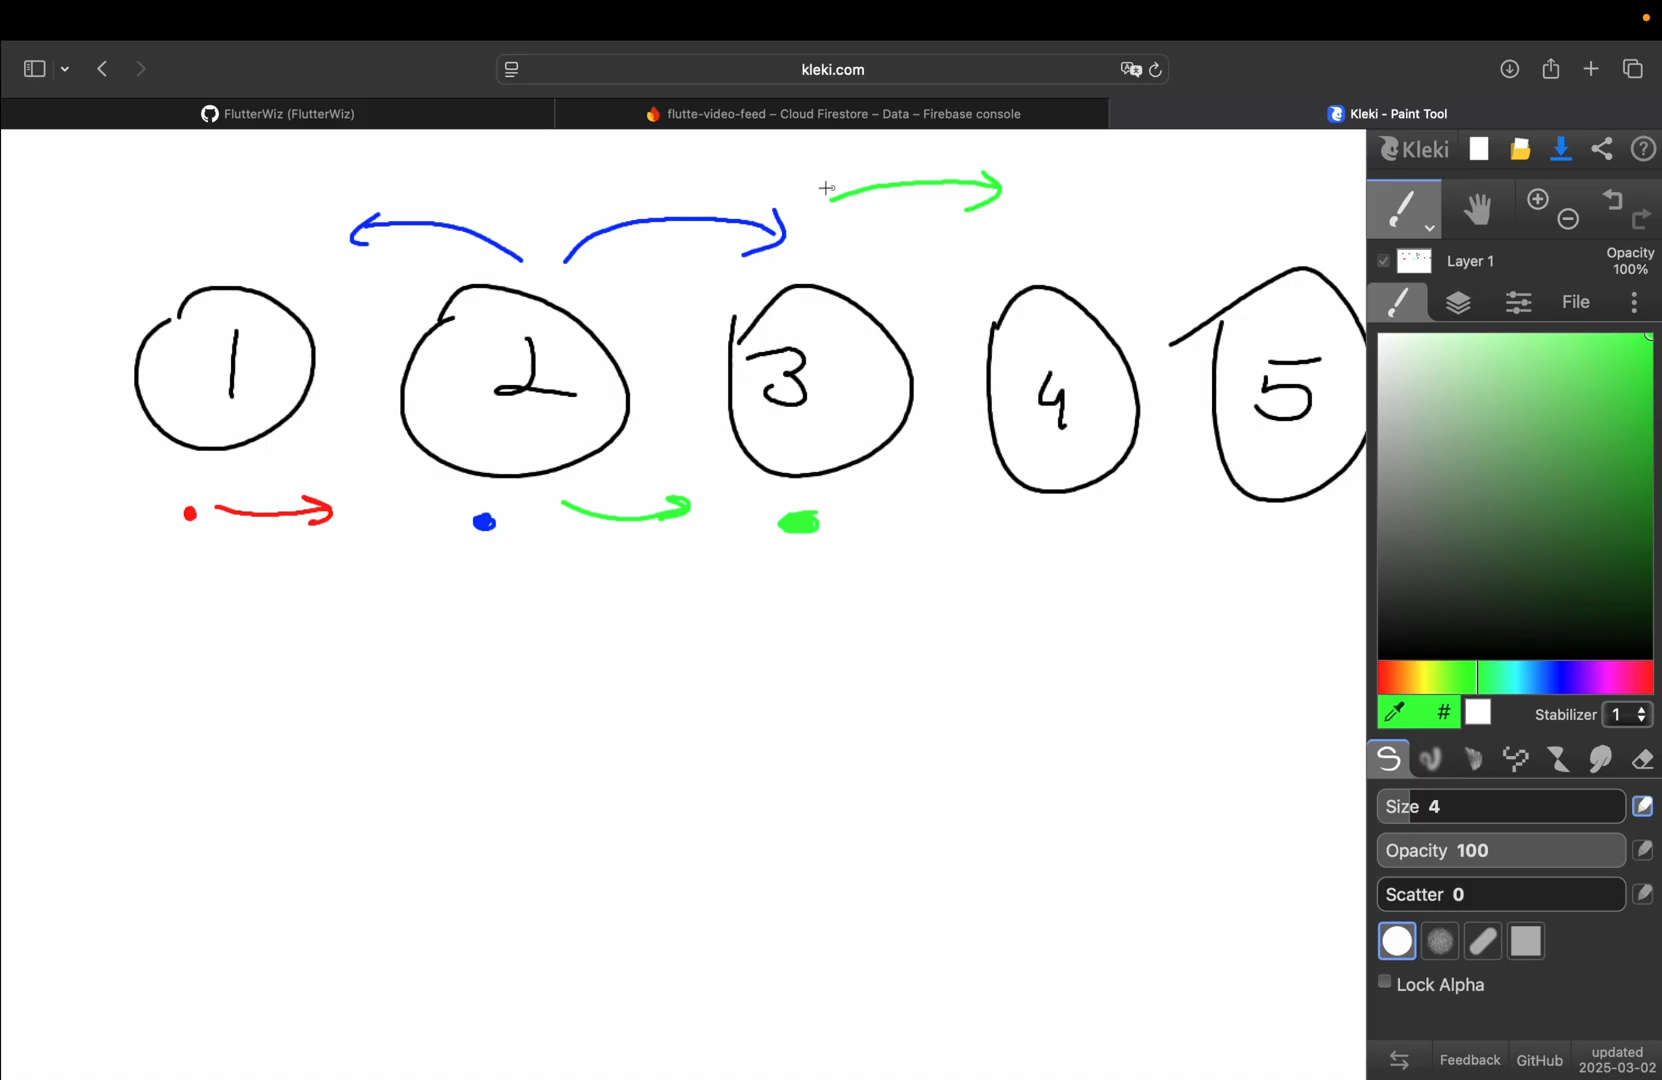 kleki.com
FlutterWiz (FlutterWiz)
flutte-video-feed – Cloud Firestore – Data – Firebase console
Kleki - Paint Tool
Kleki
Layer 1
Opacity
100%
File
1 2 3 4 5
# Stabilizer 1
Size 4
Opacity 100
Scatter 0
Lock Alpha
Feedback GitHub updated
2025-03-02